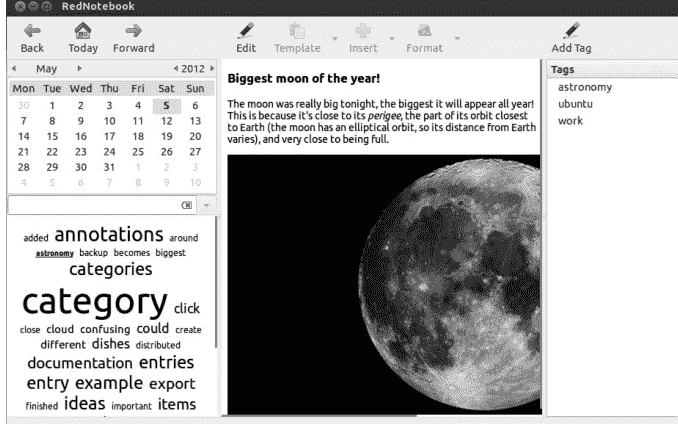 RedNotebook
Back Today Forward Edit Template Insert Format Add Tag
May 2012
Mon Tue Wed Thu Fri Sat Sun
30 1 2 3 4 5 6
7 8 9 10 11 12 13
14 15 16 17 18 19 20
21 22 23 24 25 26 27
28 29 30 31 1 2 3
4 5 6 7 8 9 10
added annotations around
astronomy backup becomes biggest
categories
category click
close cloud confusing could create
different dishes distributed
documentation entries
entry example export
finished ideas important items
Biggest moon of the year!
The moon was really big tonight, the biggest it will appear all year!
This is because it's close to its perigee, the part of its orbit closest
to Earth (the moon has an elliptical orbit, so its distance from Earth
varies), and very close to being full.
Tags
astronomy
ubuntu
work